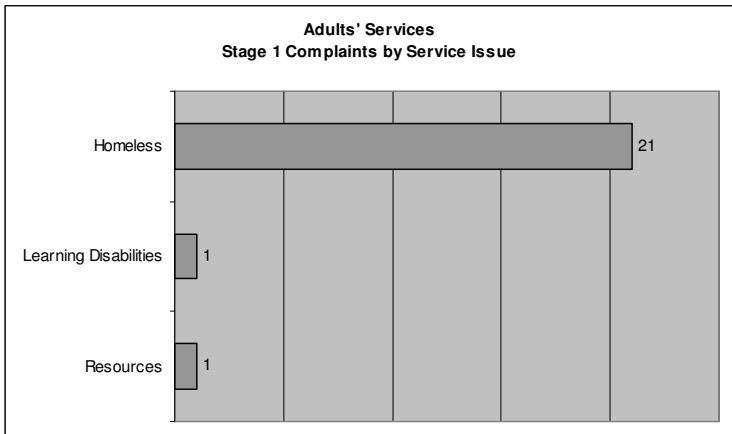 Adults' Services
Stage 1 Complaints by Service Issue
Homeless
21
Learning Disabilities
1
Resources
1